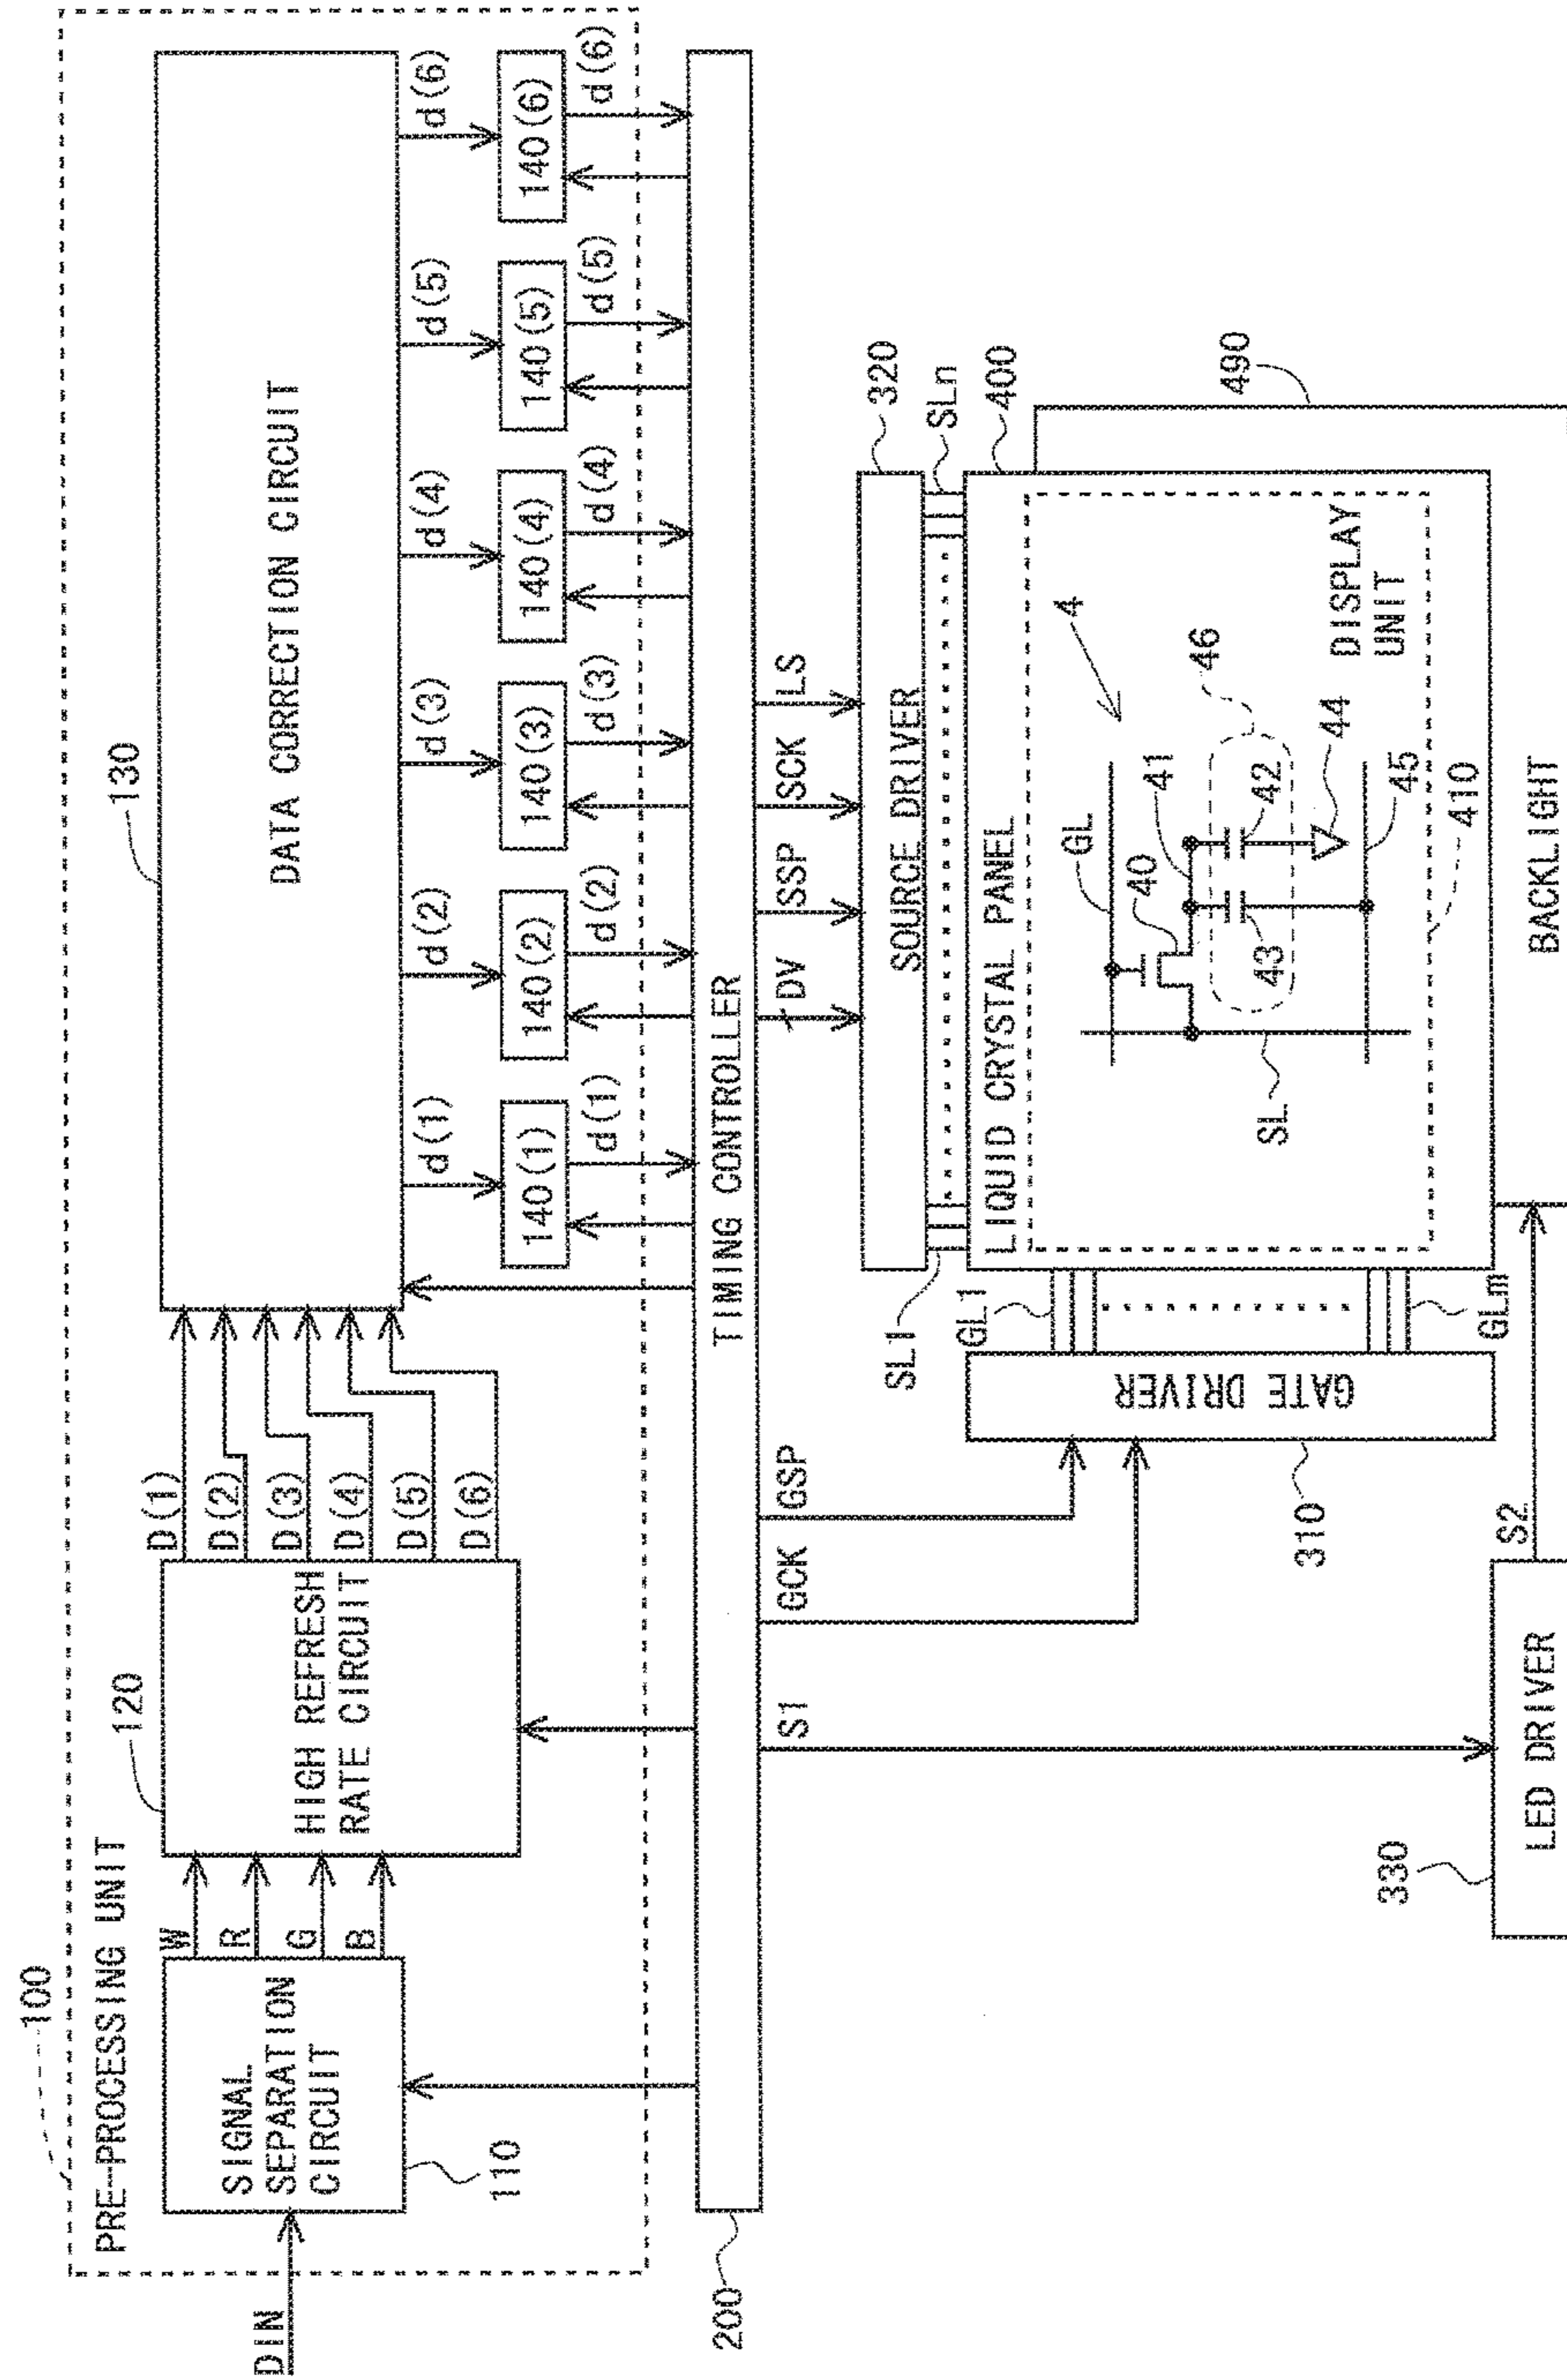 100
PRE-PROCESSING UNIT
DIN
SIGNAL
SEPARATION
CIRCUIT
110
W
R
G
B
120
HIGH REFRESH
RATE CIRCUIT
D(1)
D(2)
D(3)
D(4)
D(5)
D(6)
130
DATA CORRECTION CIRCUIT
d(1)
d(2)
d(3)
d(4)
d(5)
d(6)
140(1)
140(2)
140(3)
140(4)
140(5)
140(6)
d(1)
d(2)
d(3)
d(4)
d(5)
d(6)
200
TIMING CONTROLLER
S1
GCK
GSP
DV
SSP
SCK
LS
SOURCE DRIVER
320
SL1
SLn
GL1
GLm
GATE DRIVER
310
LIQUID CRYSTAL PANEL
400
GL
4
40
41
46
43
42
44
SL
45
DISPLAY
UNIT
410
490
330
LED DRIVER
S2
BACKLIGHT